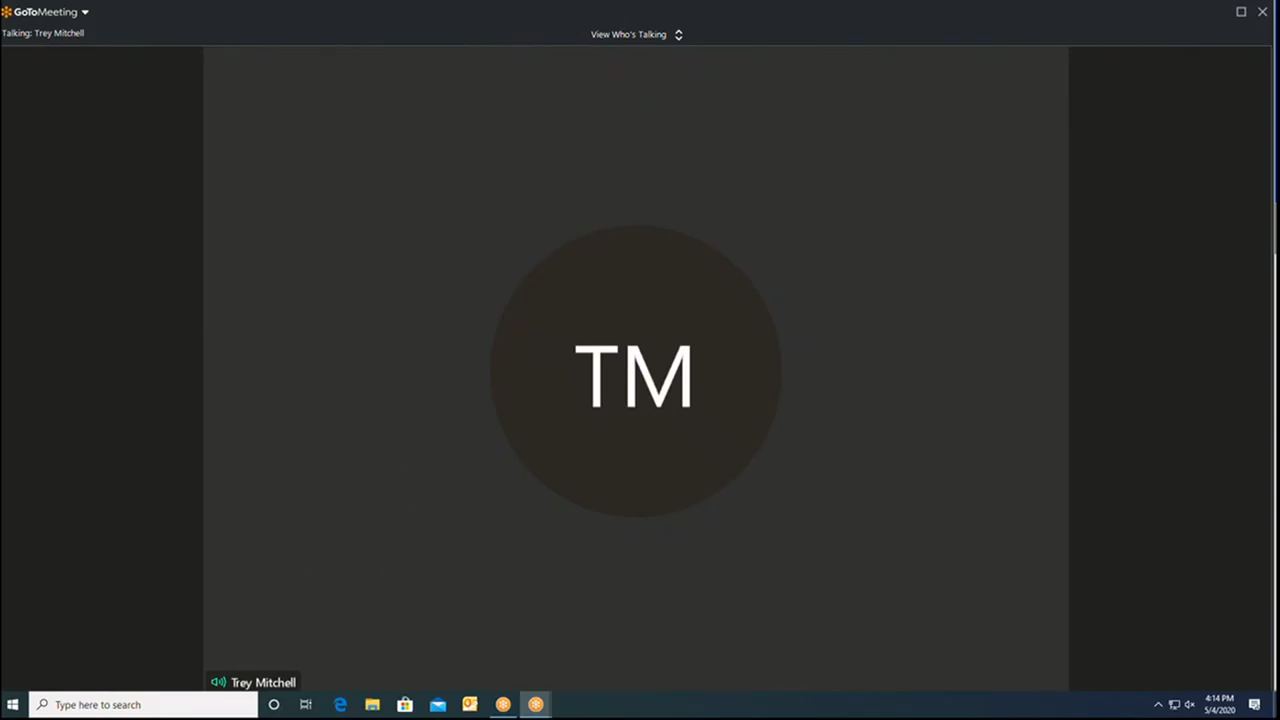 GoToMeeting
Talking: Trey Mitchell
View Who's Talking
TM
Trey Mitchell
Type here to search
4:14 PM
5/4/2020